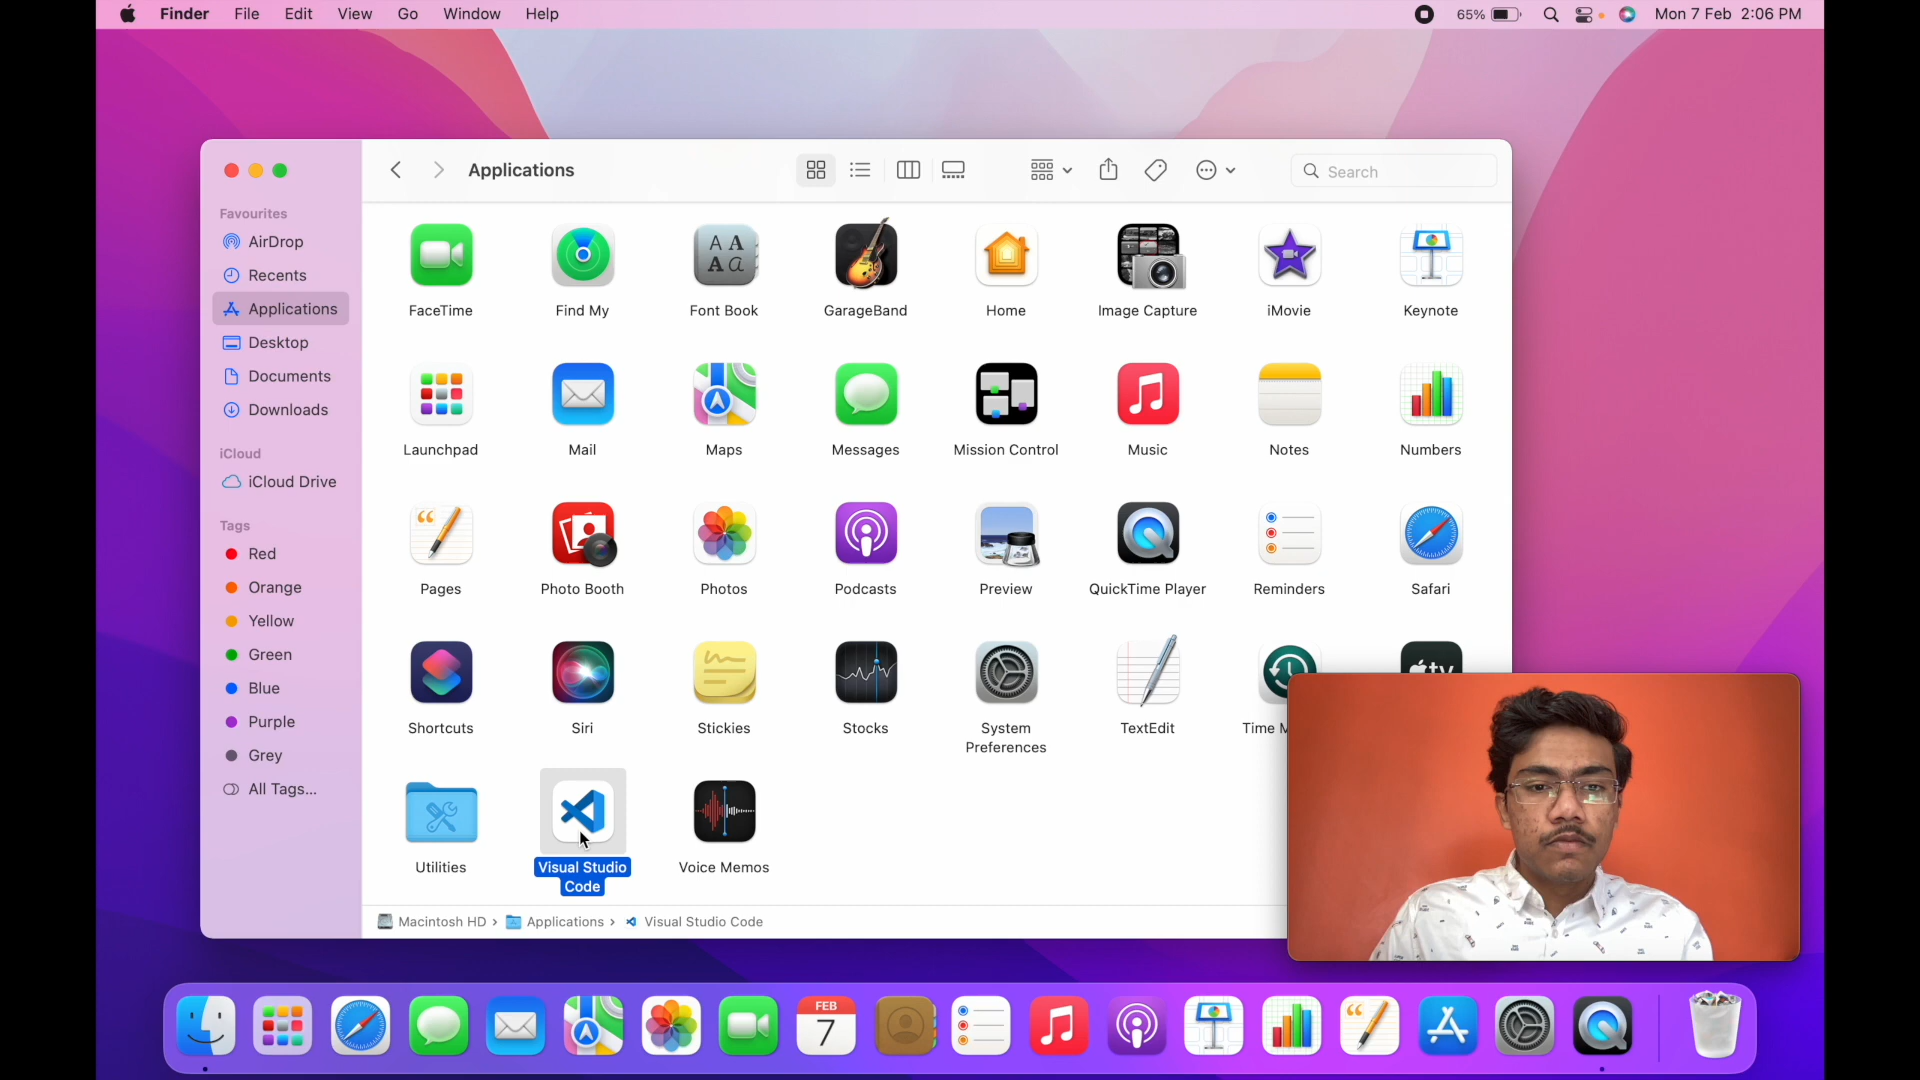 Finder File Edit View Go Window Help
65% Mon 7 Feb 2:06 PM
Applications
Search
Favourites
AirDrop
Recents
Applications
Desktop
Documents
Downloads
iCloud
iCloud Drive
Tags
Red
Orange
Yellow
Green
Blue
Purple
Grey
All Tags...
FaceTime Find My Font Book GarageBand Home Image Capture iMovie Keynote
Launchpad Mail Maps Messages Mission Control Music Notes Numbers
Pages Photo Booth Photos Podcasts Preview QuickTime Player Reminders Safari
tv
Shortcuts Siri Stickies Stocks System Preferences TextEdit Time M
Utilities Visual Studio Code Voice Memos
Macintosh HD › Applications › Visual Studio Code
FEB
7